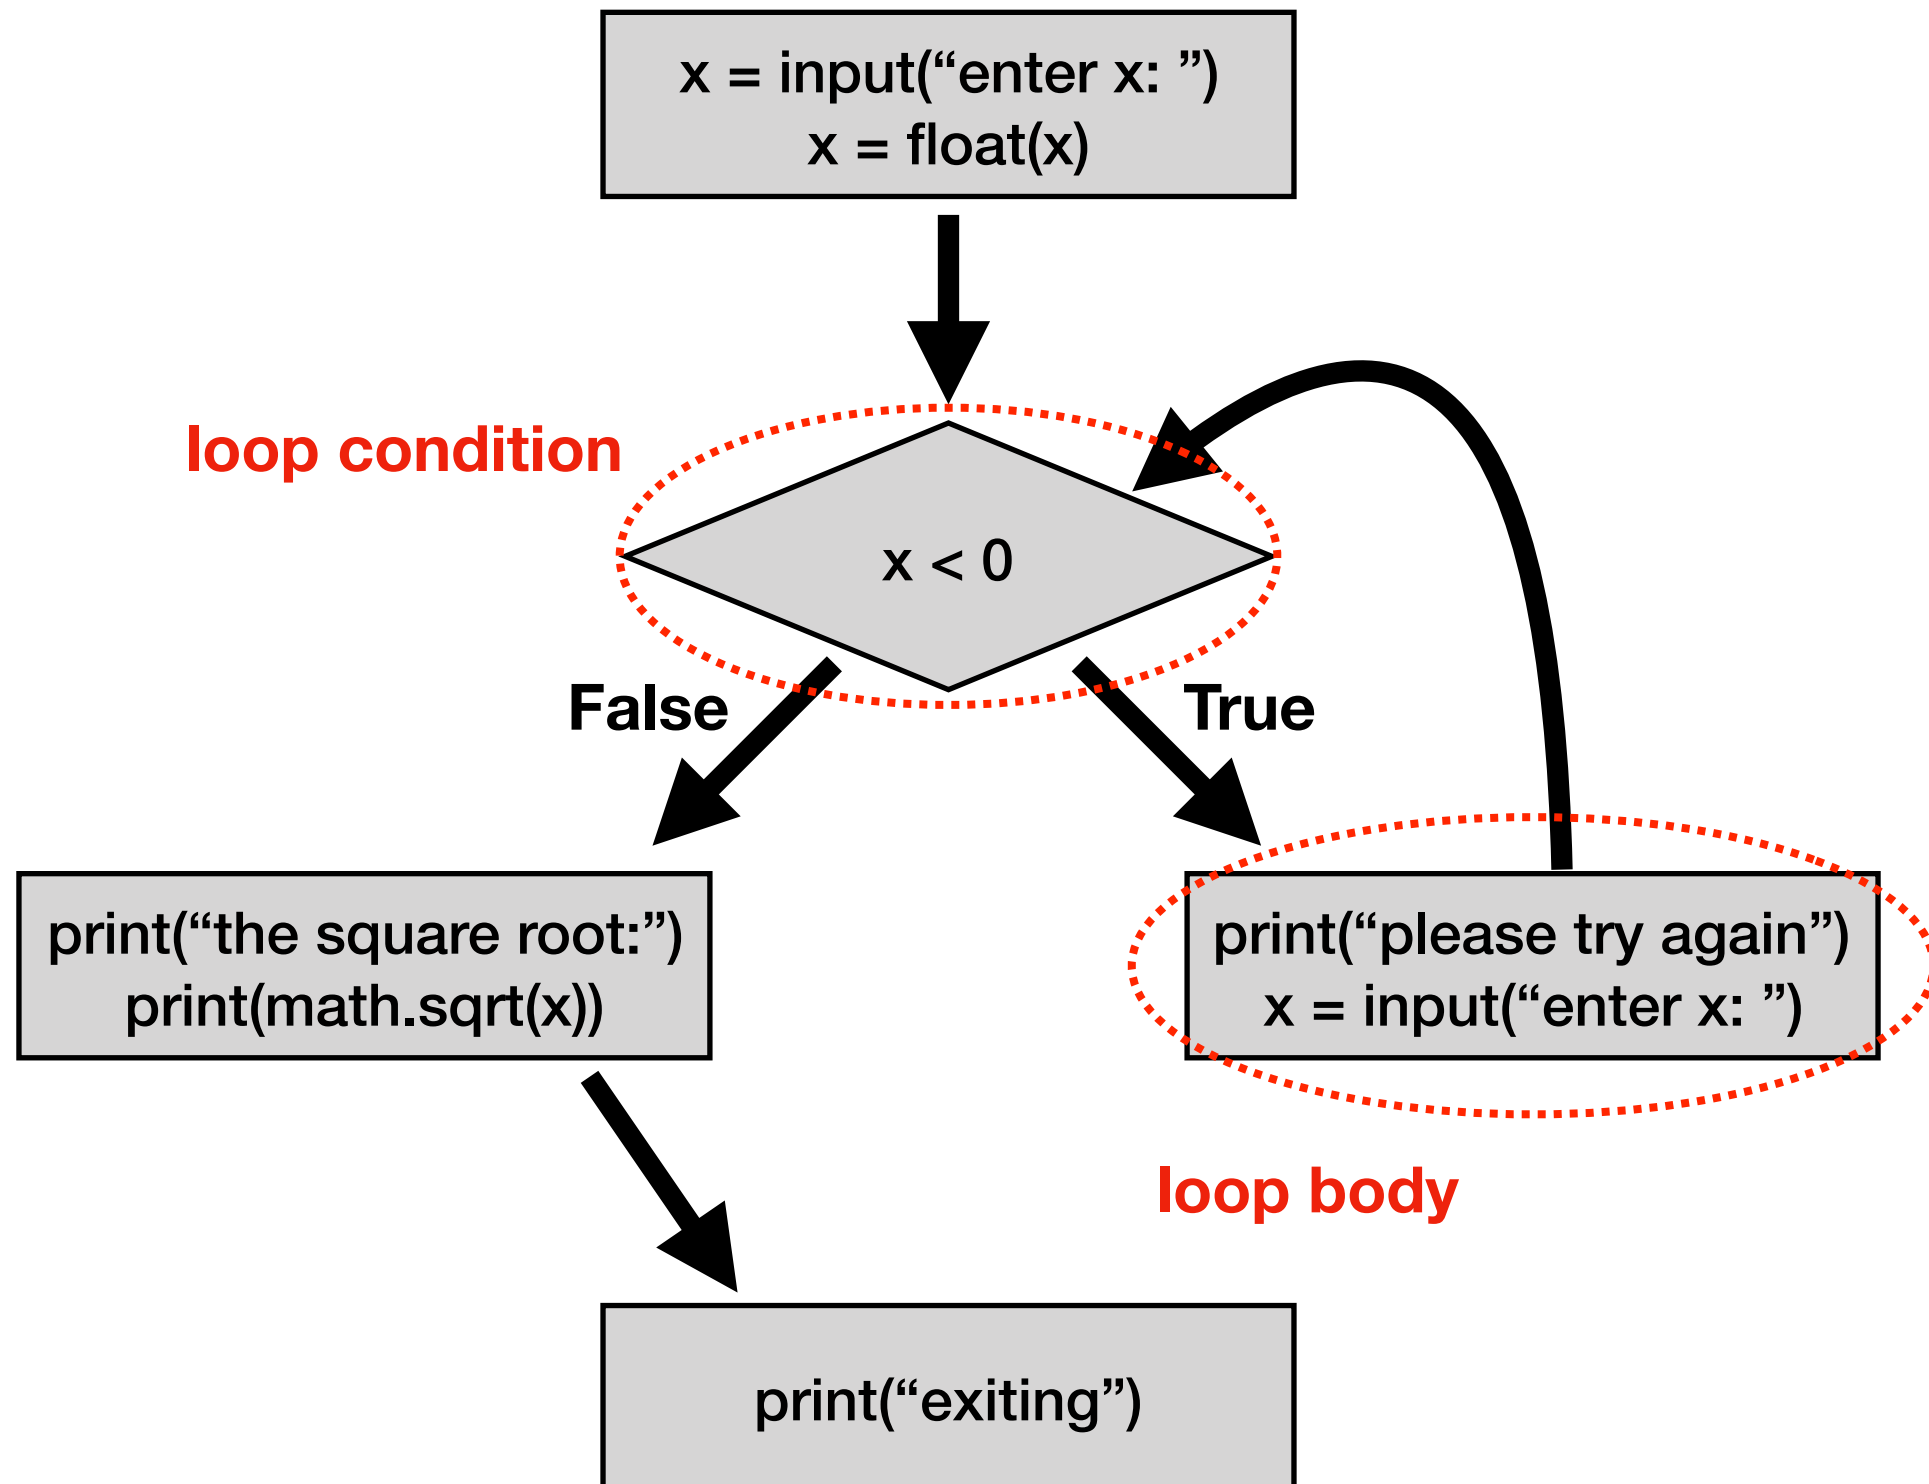 x = input(“enter x: ”)
x = float(x)
loop condition
x < 0
False
True
print(“the square root:”)
print(math.sqrt(x))
print(“please try again”)
x = input(“enter x: ”)
loop body
print(“exiting”)